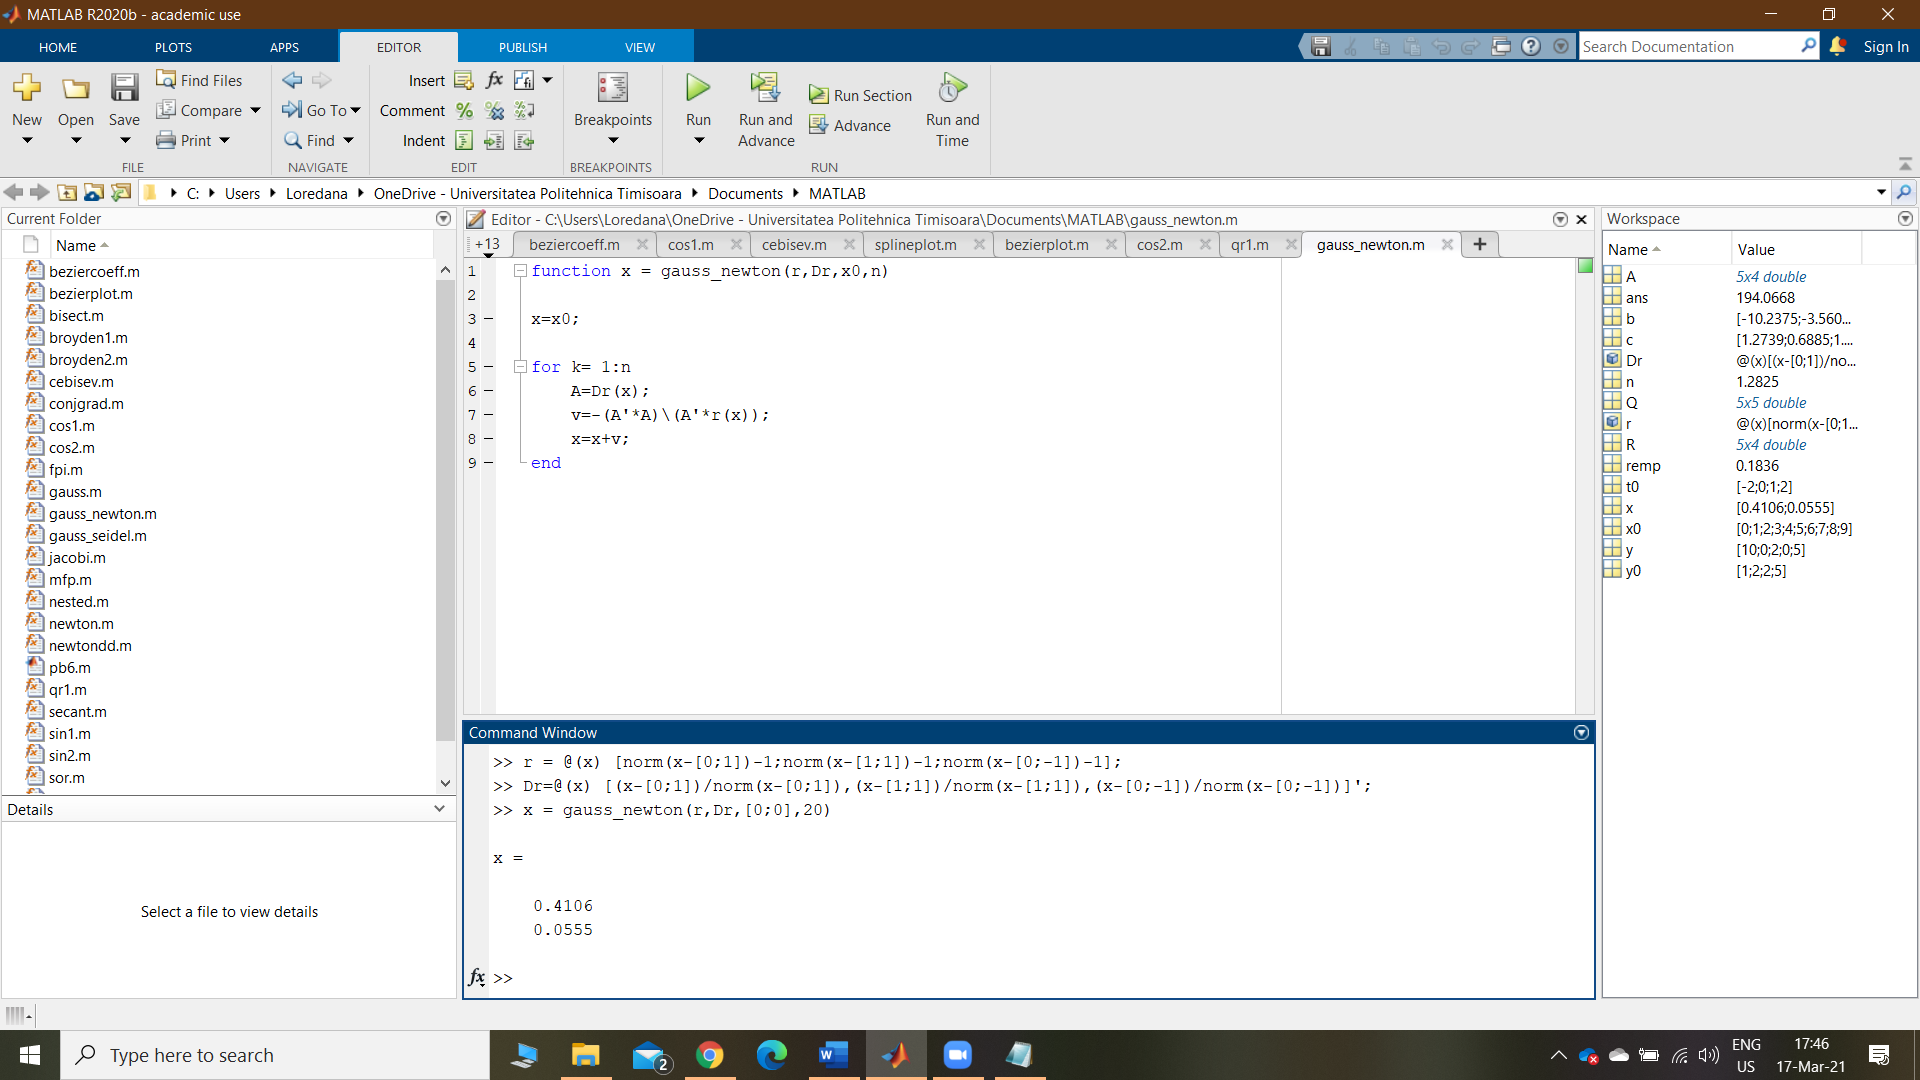 MATLAB R2020b - academic use
HOME PLOTS APPS EDITOR PUBLISH VIEW
Search Documentation Sign In
New Open Save Find Files Compare Print
FILE
Go To Find
NAVIGATE
Insert fx
Comment
Indent
EDIT
Breakpoints
BREAKPOINTS
Run Run and Advance Run Section Advance Run and Time
RUN
C: Users Loredana OneDrive - Universitatea Politehnica Timisoara Documents MATLAB
Current Folder
Name
beziercoeff.m
bezierplot.m
bisect.m
broyden1.m
broyden2.m
cebisev.m
conjgrad.m
cos1.m
cos2.m
fpi.m
gauss.m
gauss_newton.m
gauss_seidel.m
jacobi.m
mfp.m
nested.m
newton.m
newtondd.m
pb6.m
qr1.m
secant.m
sin1.m
sin2.m
sor.m
Details
Select a file to view details
Editor - C:\Users\Loredana\OneDrive - Universitatea Politehnica Timisoara\Documents\MATLAB\gauss_newton.m
+13 beziercoeff.m cos1.m cebisev.m splineplot.m bezierplot.m cos2.m qr1.m gauss_newton.m +
1 function x = gauss_newton(r,Dr,x0,n)
2
3 – x=x0;
4
5 – for k= 1:n
6 – A=Dr(x);
7 – v=-(A'*A)\(A'*r(x));
8 – x=x+v;
9 – end
Command Window
>> r = @(x) [norm(x-[0;1])-1;norm(x-[1;1])-1;norm(x-[0;-1])-1];
>> Dr=@(x) [(x-[0;1])/norm(x-[0;1]),(x-[1;1])/norm(x-[1;1]),(x-[0;-1])/norm(x-[0;-1])]';
>> x = gauss_newton(r,Dr,[0;0],20)
x =
0.4106
0.0555
fx >>
Workspace
Name Value
A 5x4 double
ans 194.0668
b [-10.2375;-3.560...
c [1.2739;0.6885;1....
Dr @(x)[(x-[0;1])/no...
n 1.2825
Q 5x5 double
r @(x)[norm(x-[0;1...
R 5x4 double
remp 0.1836
t0 [-2;0;1;2]
x [0.4106;0.0555]
x0 [0;1;2;3;4;5;6;7;8;9]
y [10;0;2;0;5]
y0 [1;2;2;5]
Type here to search
2
ENG
US
17:46
17-Mar-21